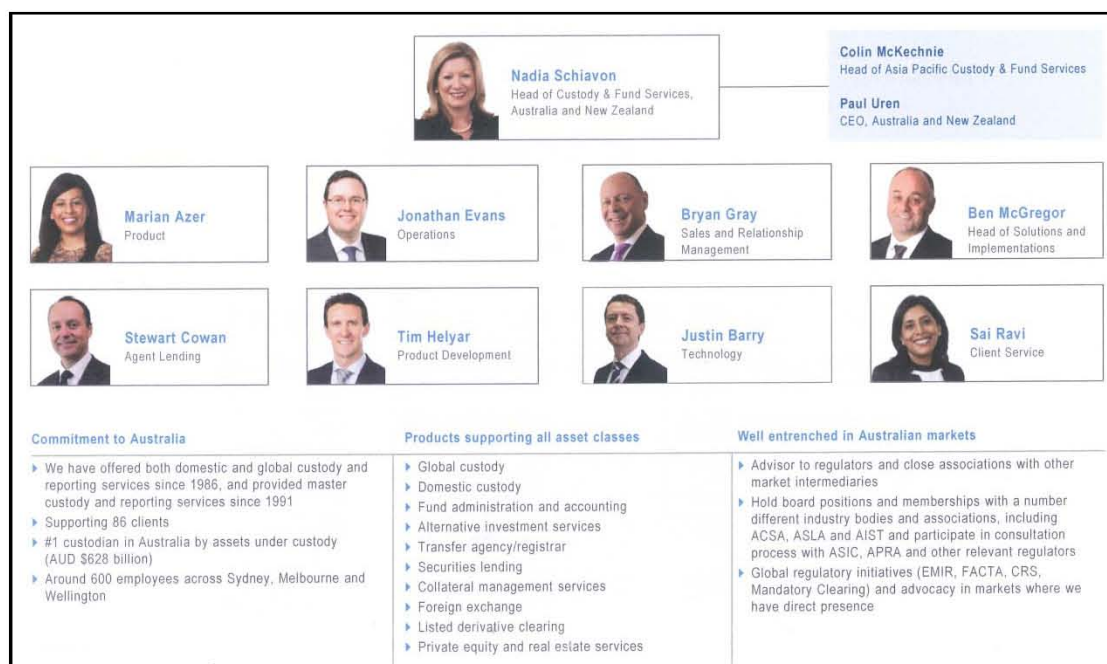 Nadia Schiavon
Head of Custody & Fund Services,
Australia and New Zealand
Colin McKechnie
Head of Asia Pacific Custody & Fund Services
Paul Uren
CEO, Australia and New Zealand
Marian Azer
Product
Jonathan Evans
Operations
Bryan Gray
Sales and Relationship
Management
Ben McGregor
Head of Solutions and
Implementations
Stewart Cowan
Agent Lending
Tim Helyar
Product Development
Justin Barry
Technology
Sai Ravi
Client Service
Commitment to Australia
We have offered both domestic and global custody and
reporting services since 1986, and provided master
custody and reporting services since 1991
Supporting 86 clients
#1 custodian in Australia by assets under custody
(AUD $628 billion)
Around 600 employees across Sydney, Melbourne and
Wellington
Products supporting all asset classes
Global custody
Domestic custody
Fund administration and accounting
Alternative investment services
Transfer agency/registrar
Securities lending
Collateral management services
Foreign exchange
Listed derivative clearing
Private equity and real estate services
Well entrenched in Australian markets
Advisor to regulators and close associations with other
market intermediaries
Hold board positions and memberships with a number
different industry bodies and associations, including
ACSA, ASLA and AIST and participate in consultation
process with ASIC, APRA and other relevant regulators
Global regulatory initiatives (EMIR, FACTA, CRS,
Mandatory Clearing) and advocacy in markets where we
have direct presence